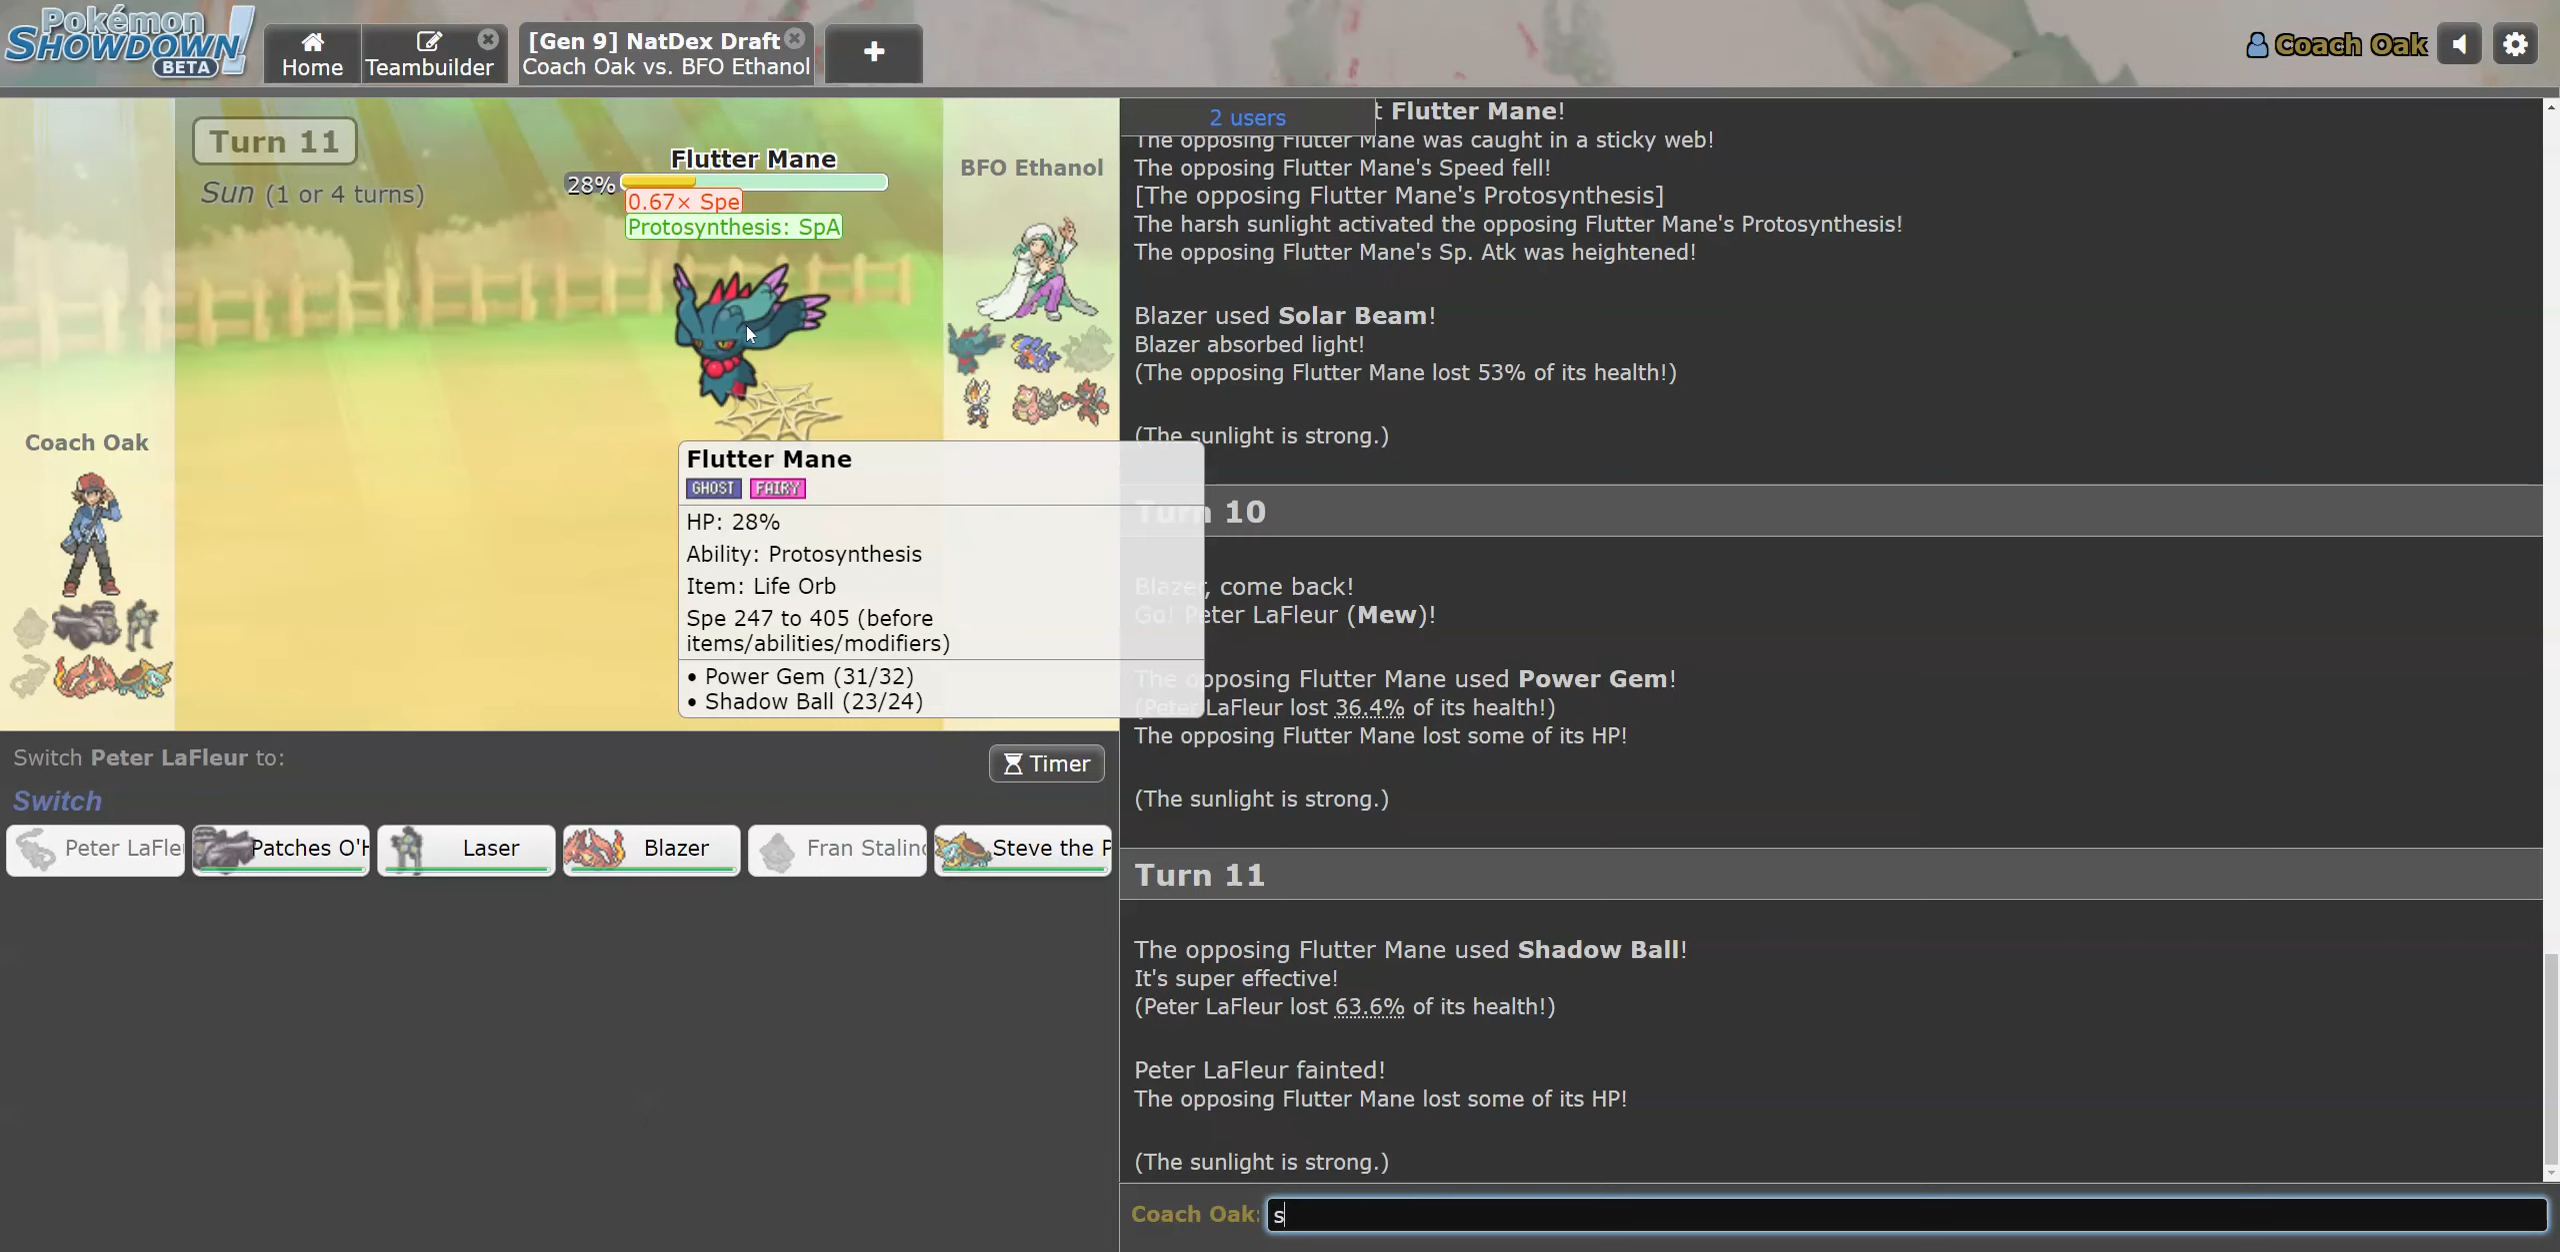 Pokémon
SHOWDOWN!
BETA
Home
Teambuilder
[Gen 9] NatDex Draft
Coach Oak vs. BFO Ethanol
Coach Oak
Turn 11
Sun (1 or 4 turns)
Flutter Mane
28%
0.67× Spe
Protosynthesis: SpA
BFO Ethanol
Coach Oak
Flutter Mane
GHOST FAIRY
HP: 28%
Ability: Protosynthesis
Item: Life Orb
Spe 247 to 405 (before
items/abilities/modifiers)
• Power Gem (31/32)
• Shadow Ball (23/24)
Switch Peter LaFleur to:
Timer
Switch
Peter LaFle
Patches O'H
Laser
Blazer
Fran Stalin
Steve the P
2 users
t Flutter Mane!
The opposing Flutter Mane was caught in a sticky web!
The opposing Flutter Mane's Speed fell!
[The opposing Flutter Mane's Protosynthesis]
The harsh sunlight activated the opposing Flutter Mane's Protosynthesis!
The opposing Flutter Mane's Sp. Atk was heightened!
Blazer used Solar Beam!
Blazer absorbed light!
(The opposing Flutter Mane lost 53% of its health!)
(The sunlight is strong.)
Turn 10
Blazer, come back!
Go! Peter LaFleur (Mew)!
The opposing Flutter Mane used Power Gem!
(Peter LaFleur lost 36.4% of its health!)
The opposing Flutter Mane lost some of its HP!
(The sunlight is strong.)
Turn 11
The opposing Flutter Mane used Shadow Ball!
It's super effective!
(Peter LaFleur lost 63.6% of its health!)
Peter LaFleur fainted!
The opposing Flutter Mane lost some of its HP!
(The sunlight is strong.)
Coach Oak: s